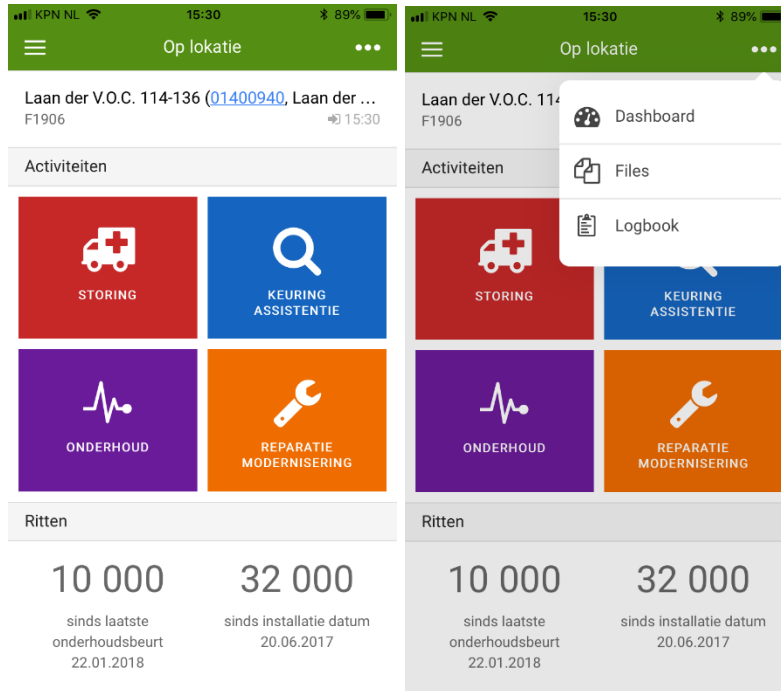 KPN NL 15:30 89%
Op lokatie
Laan der V.O.C. 114-136 (01400940, Laan der ...
F1906 15:30
Activiteiten
STORING
KEURING
ASSISTENTIE
ONDERHOUD
REPARATIE
MODERNISERING
Ritten
10 000
sinds laatste
onderhoudsbeurt
22.01.2018
32 000
sinds installatie datum
20.06.2017
KPN NL 15:30 89%
Op lokatie
Laan der V.O.C. 114
F1906
Dashboard
Files
Logbook
Activiteiten
STORING
KEURING
ASSISTENTIE
ONDERHOUD
REPARATIE
MODERNISERING
Ritten
10 000
sinds laatste
onderhoudsbeurt
22.01.2018
32 000
sinds installatie datum
20.06.2017